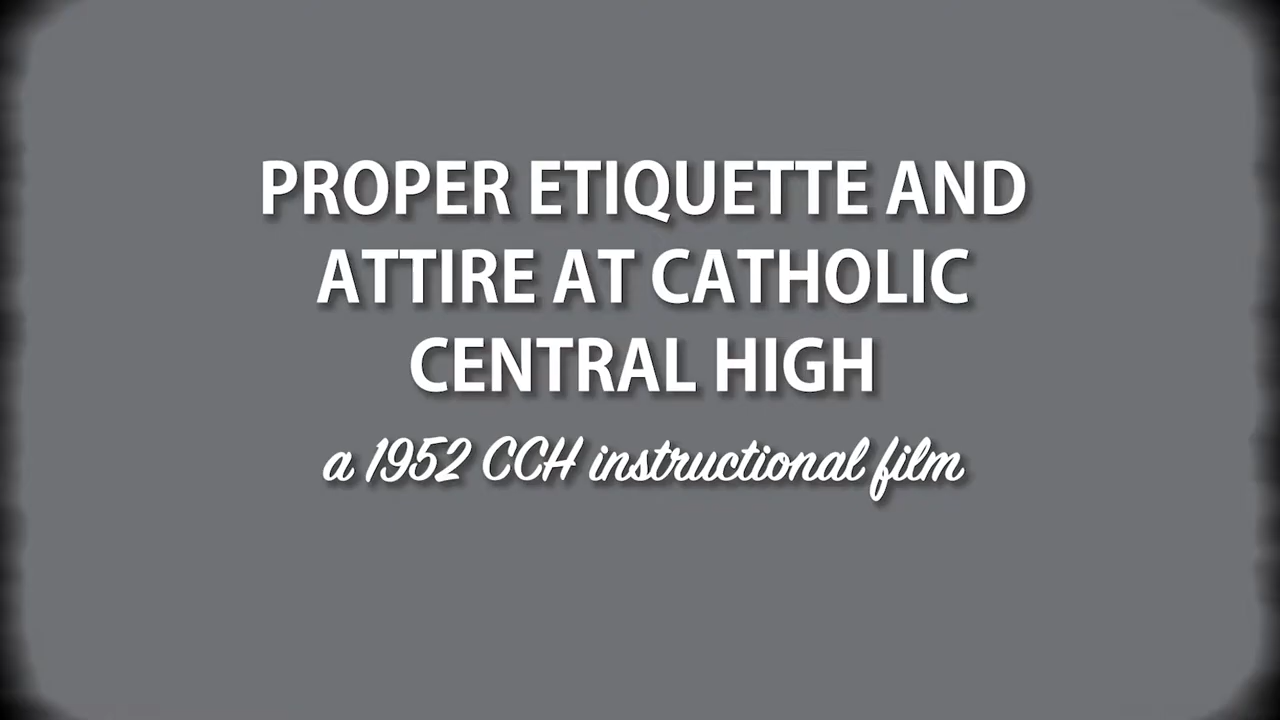 PROPER ETIQUETTE AND
ATTIRE AT CATHOLIC
CENTRAL HIGH
a 1952 CCH instructional film